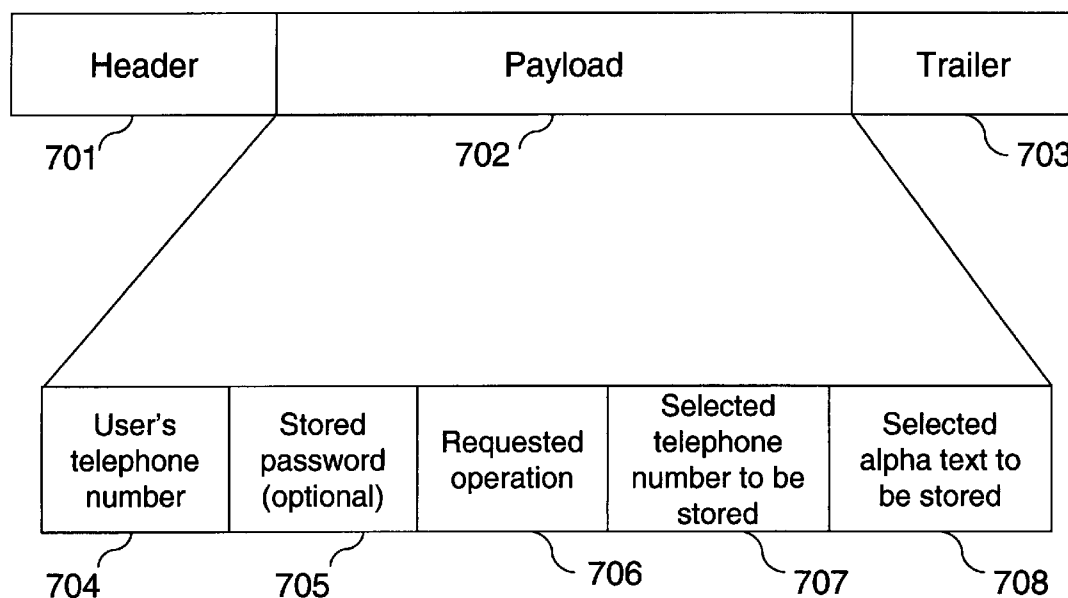 Header
Payload
Trailer
701
702
703
User's
telephone
number
Stored
password
(optional)
Requested
operation
Selected
telephone
number to be
stored
Selected
alpha text to
be stored
704
705
706
707
708